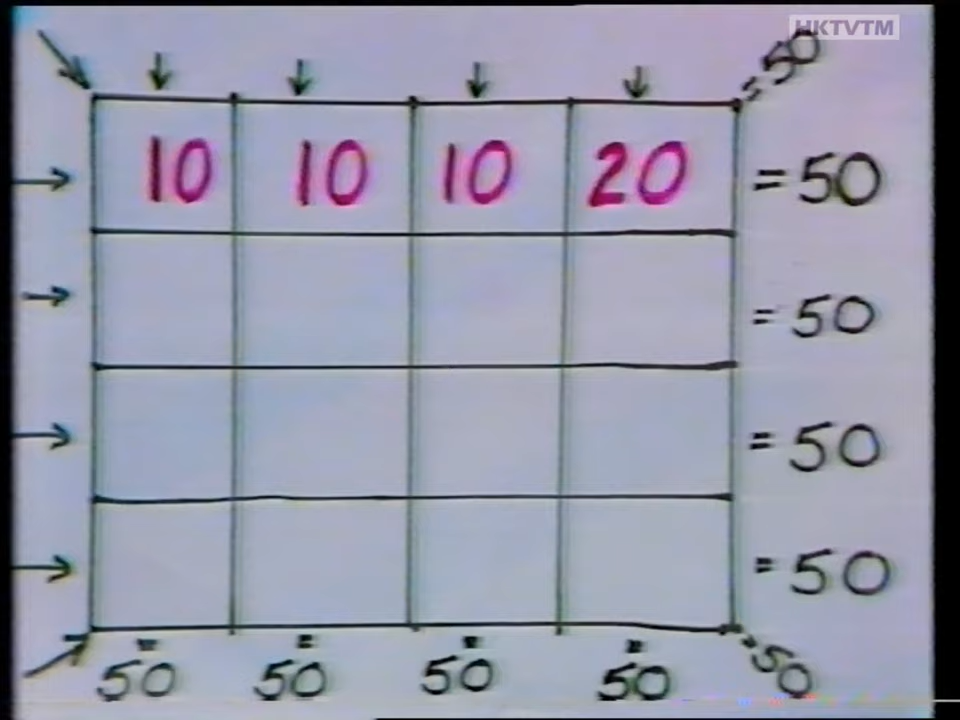 HKTVTM
= 50
10 10 10 20 = 50
= 50
= 50
= 50
= 50 = 50 = 50 = 50 = 50